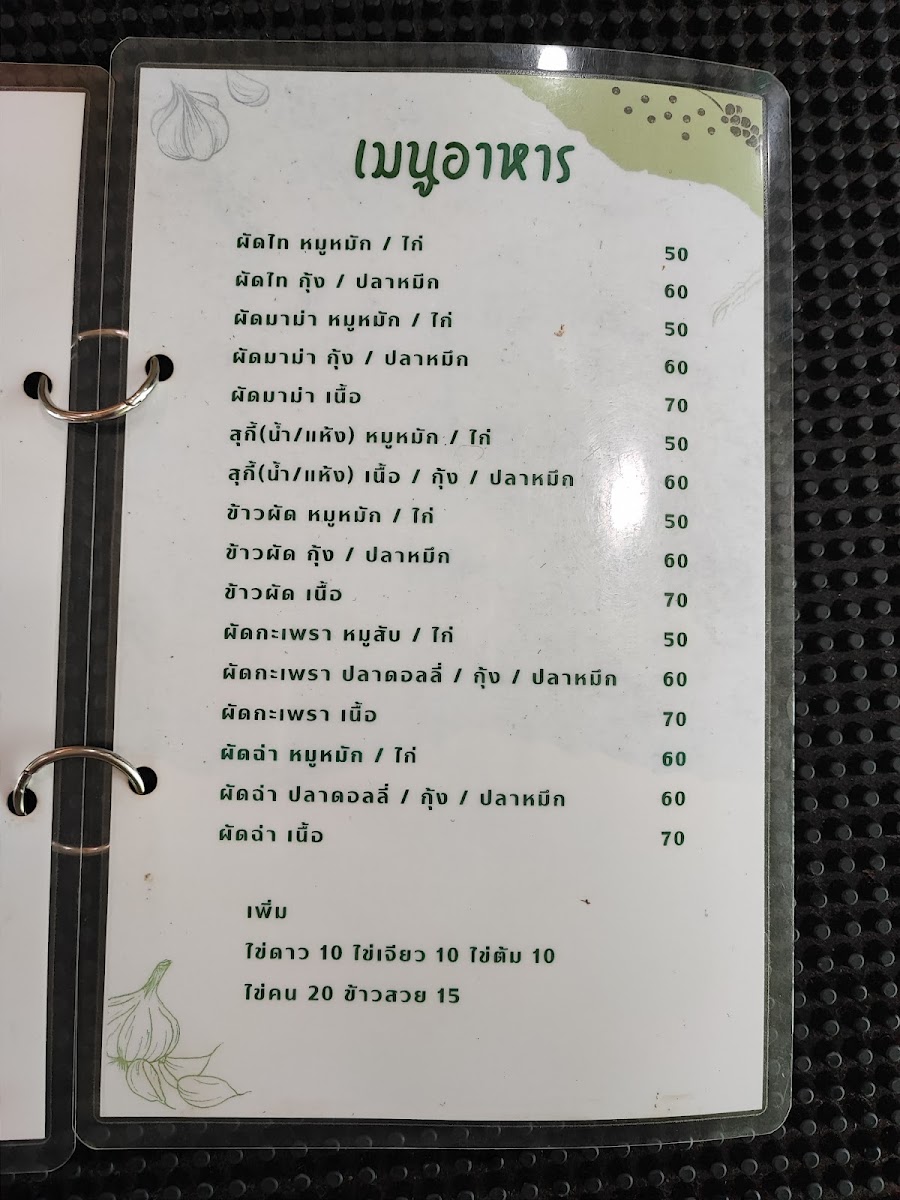 เมนูอาหาร
ผัดไท หมูหมัก / ไก่ 50
ผัดไท กุ้ง / ปลาหมึก 60
ผัดมาม่า หมูหมัก / ไก่ 50
ผัดมาม่า กุ้ง / ปลาหมึก 60
ผัดมาม่า เนื้อ 70
สุกี้(น้ำ/แห้ง) หมูหมัก / ไก่ 50
สุกี้(น้ำ/แห้ง) เนื้อ / กุ้ง / ปลาหมึก 60
ข้าวผัด หมูหมัก / ไก่ 50
ข้าวผัด กุ้ง / ปลาหมึก 60
ข้าวผัด เนื้อ 70
ผัดกะเพรา หมูสับ / ไก่ 50
ผัดกะเพรา ปลาดอลลี่ / กุ้ง / ปลาหมึก 60
ผัดกะเพรา เนื้อ 70
ผัดฉ่า หมูหมัก / ไก่ 60
ผัดฉ่า ปลาดอลลี่ / กุ้ง / ปลาหมึก 60
ผัดฉ่า เนื้อ 70
เพิ่ม
ไข่ดาว 10 ไข่เจียว 10 ไข่ต้ม 10
ไข่คน 20 ข้าวสวย 15